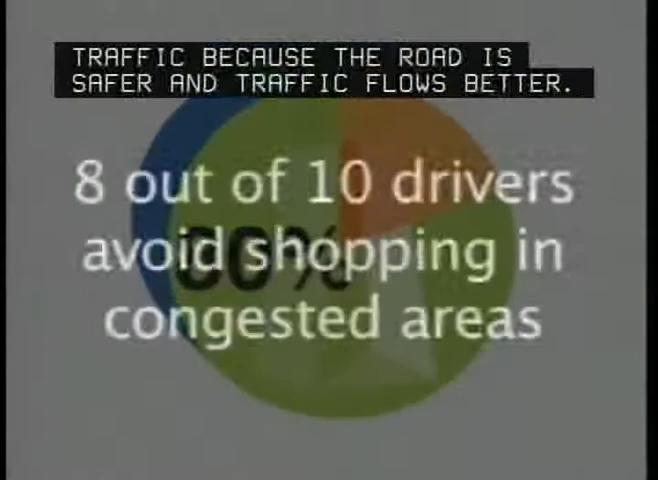 TRAFFIC BECAUSE THE ROAD IS
SAFER AND TRAFFIC FLOWS BETTER.
8 out of 10 drivers
avoid shopping in
congested areas